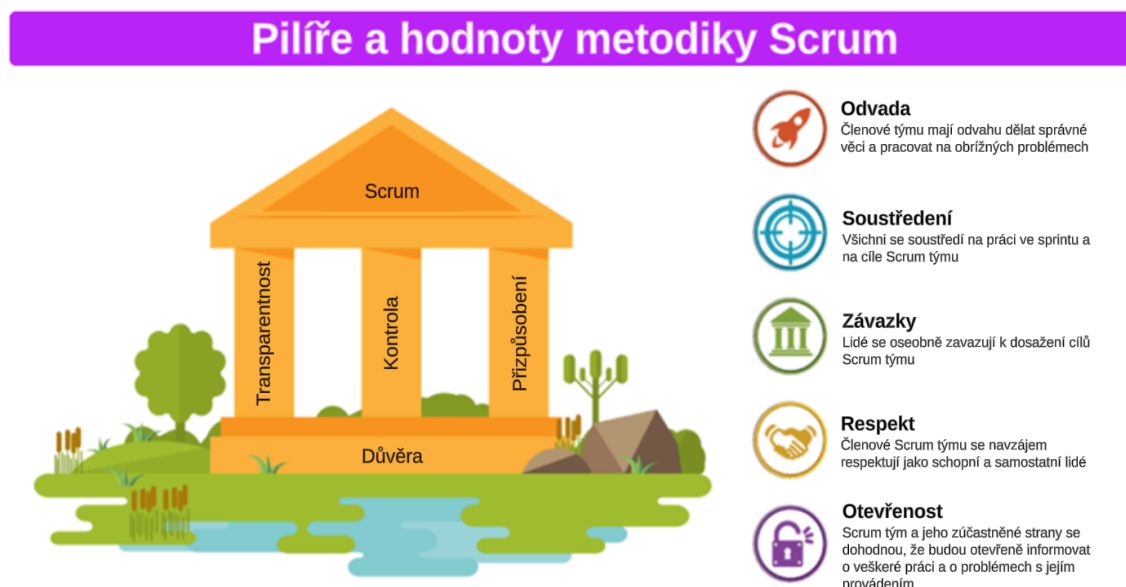 Pilíře a hodnoty metodiky Scrum
Scrum
Transparentnost
Kontrola
Přizpůsobení
Důvěra
Odvada
Členové týmu mají odvahu dělat správné
věci a pracovat na obrížných problémech
Soustředení
Všichni se soustředí na práci ve sprintu a
na cíle Scrum týmu
Závazky
Lidé se oseobně zavazují k dosažení cílů
Scrum týmu
Respekt
Členové Scrum týmu se navzájem
respektují jako schopní a samostatní lidé
Otevřenost
Scrum tým a jeho zúčastněné strany se
dohodnou, že budou otevřeně informovat
o veškeré práci a o problémech s jejím
prováděním